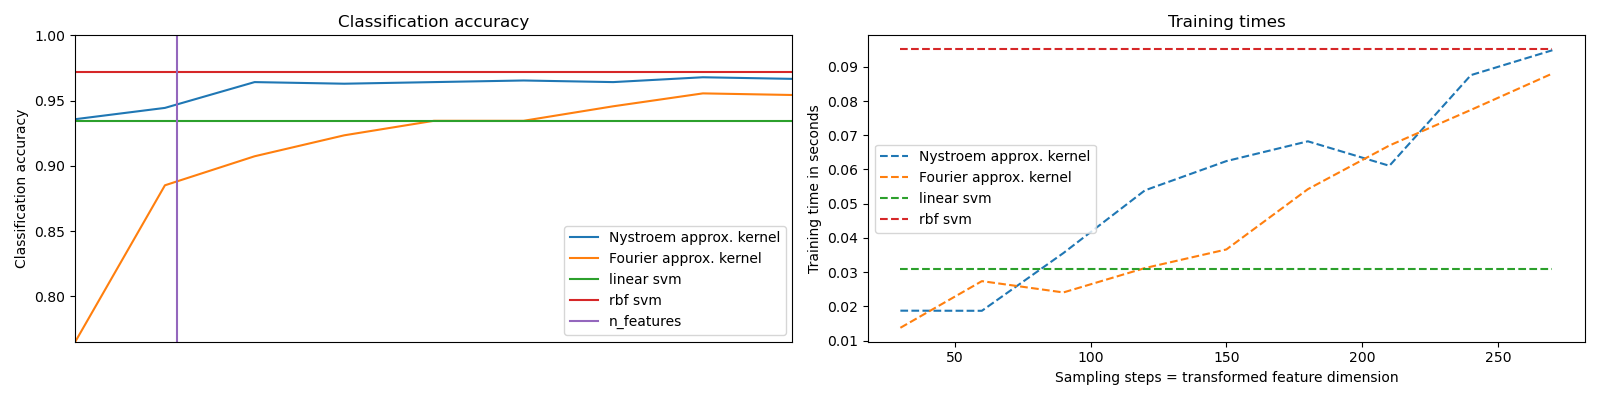 Classification accuracy
Classification accuracy
1.00
0.95
0.90
0.85
0.80
Nystroem approx. kernel
Fourier approx. kernel
linear svm
rbf svm
n_features
Training times
Training time in seconds
0.09
0.08
0.07
0.06
0.05
0.04
0.03
0.02
0.01
Nystroem approx. kernel
Fourier approx. kernel
linear svm
rbf svm
50 100 150 200 250
Sampling steps = transformed feature dimension